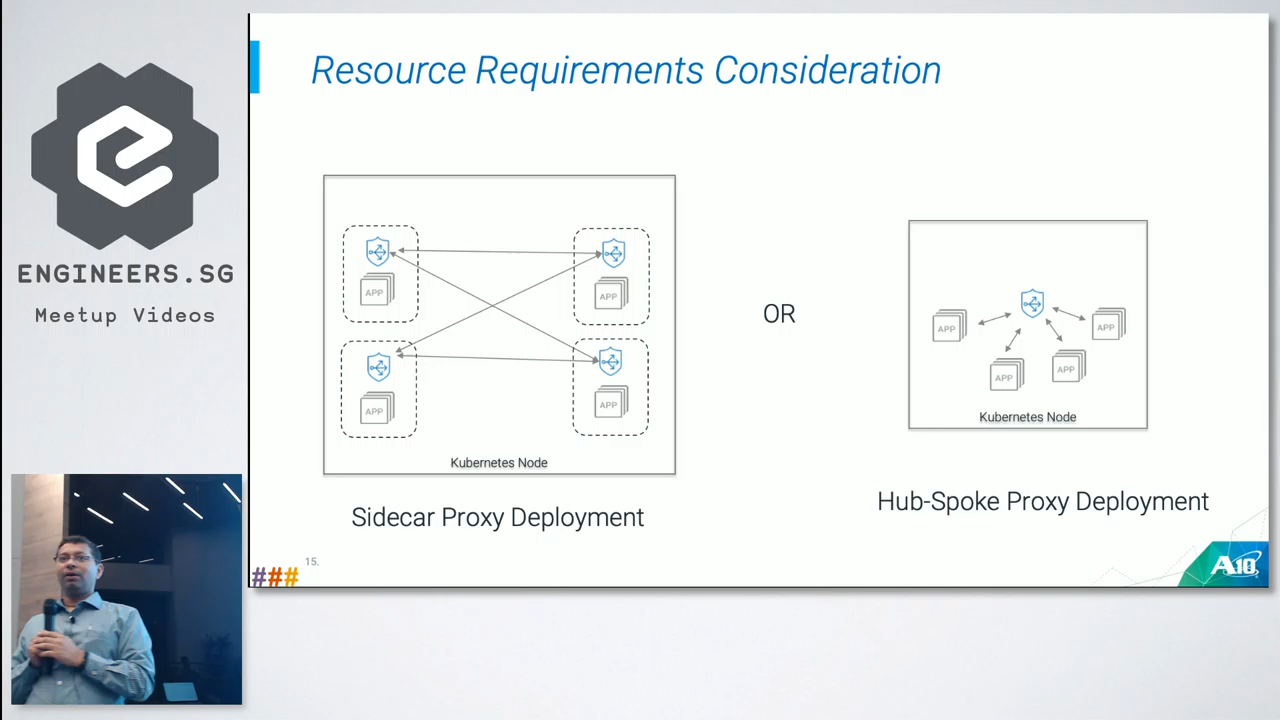 Resource Requirements Consideration
ENGINEERS.SG
Meetup Videos
APP
APP
APP
APP
Kubernetes Node
Sidecar Proxy Deployment
OR
APP
APP
APP
APP
Kubernetes Node
Hub-Spoke Proxy Deployment
15.
###
A10